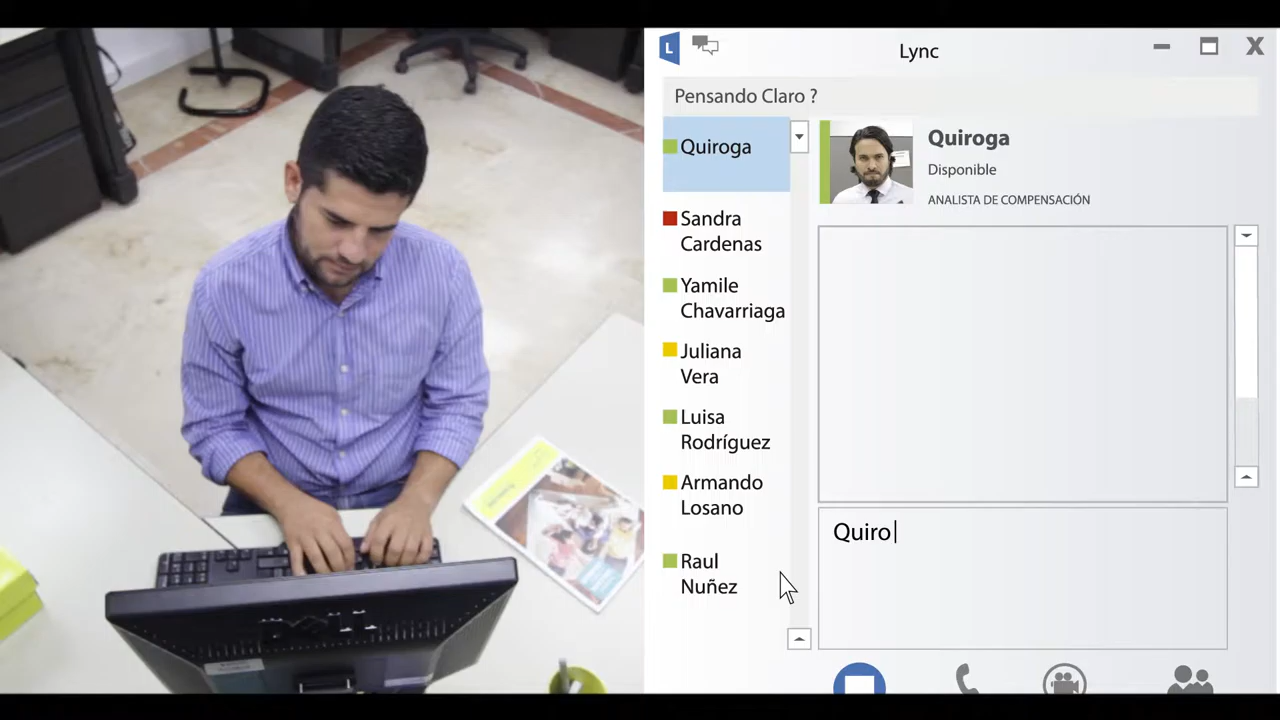 L
Lync
Pensando Claro ?
Quiroga
Sandra
Cardenas
Yamile
Chavarriaga
Juliana
Vera
Luisa
Rodríguez
Armando
Losano
Raul
Nuñez
Quiroga
Disponible
ANALISTA DE COMPENSACIÓN
Quiro